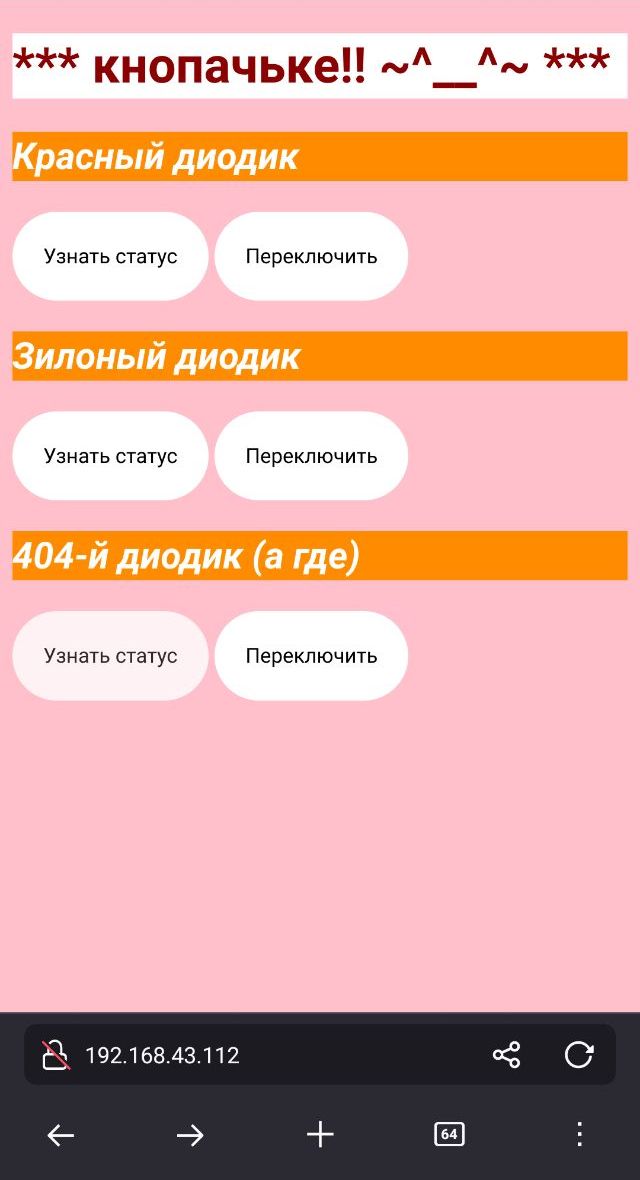 *** кнопачьке!! ~^__^~ ***
Красный диодик
Узнать статус Переключить
Зилоный диодик
Узнать статус Переключить
404-й диодик (а где)
Узнать статус Переключить
192.168.43.112
64